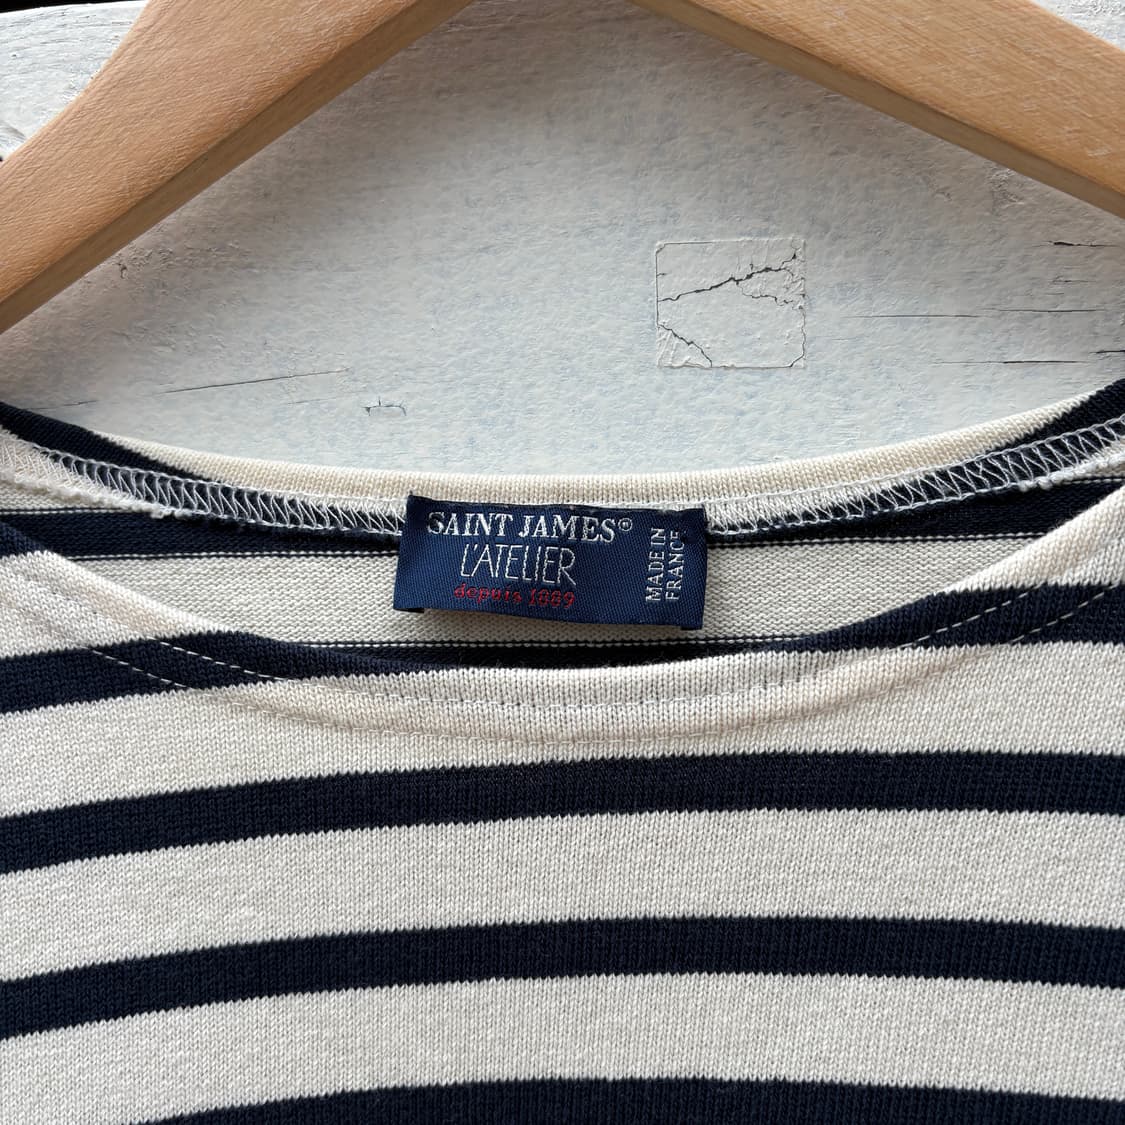 SAINT JAMES®
L'ATELIER
depuis 1889
MADE IN
FRANCE